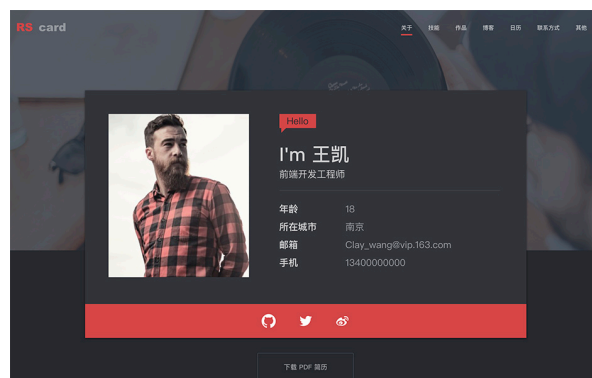 RS card
关于 技能 作品 博客 日历 联系方式 其他
Hello
I'm 王凯
前端开发工程师
年龄 18
所在城市 南京
邮箱 Clay_wang@vip.163.com
手机 13400000000
下载 PDF 简历